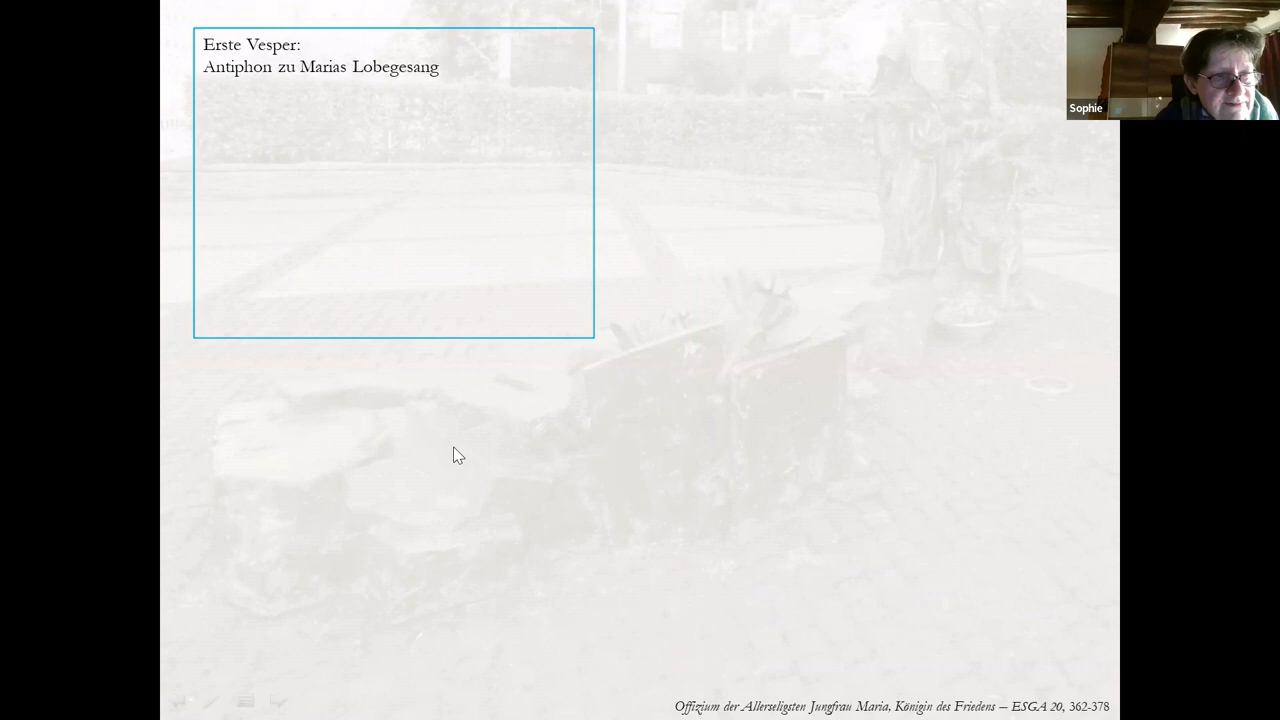 Erste Vesper:
Antiphon zu Marias Lobegesang
Sophie
Offizium der Allerseligsten Jungfrau Maria, Königin des Friedens – ESGA 20, 362-378